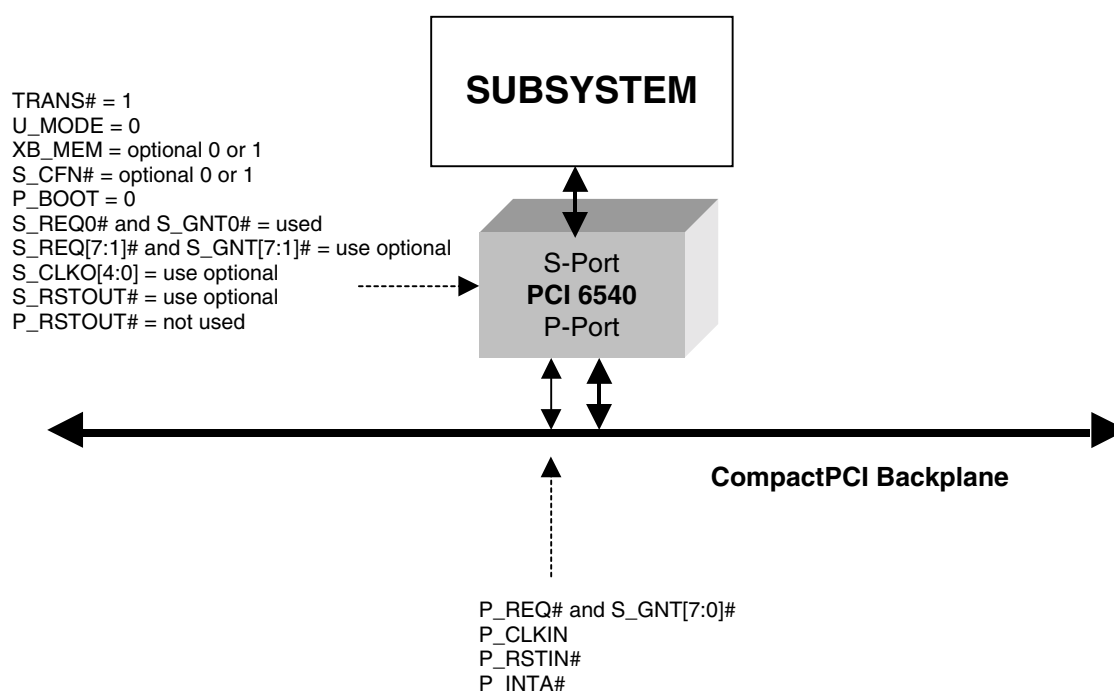 SUBSYSTEM
TRANS# = 1
U_MODE = 0
XB_MEM = optional 0 or 1
S_CFN# = optional 0 or 1
P_BOOT = 0
S_REQ0# and S_GNT0# = used
S_REQ[7:1]# and S_GNT[7:1]# = use optional
S_CLKO[4:0] = use optional
S_RSTOUT# = use optional
P_RSTOUT# = not used
S-Port
PCI 6540
P-Port
CompactPCI Backplane
P_REQ# and S_GNT[7:0]#
P_CLKIN
P_RSTIN#
P_INTA#